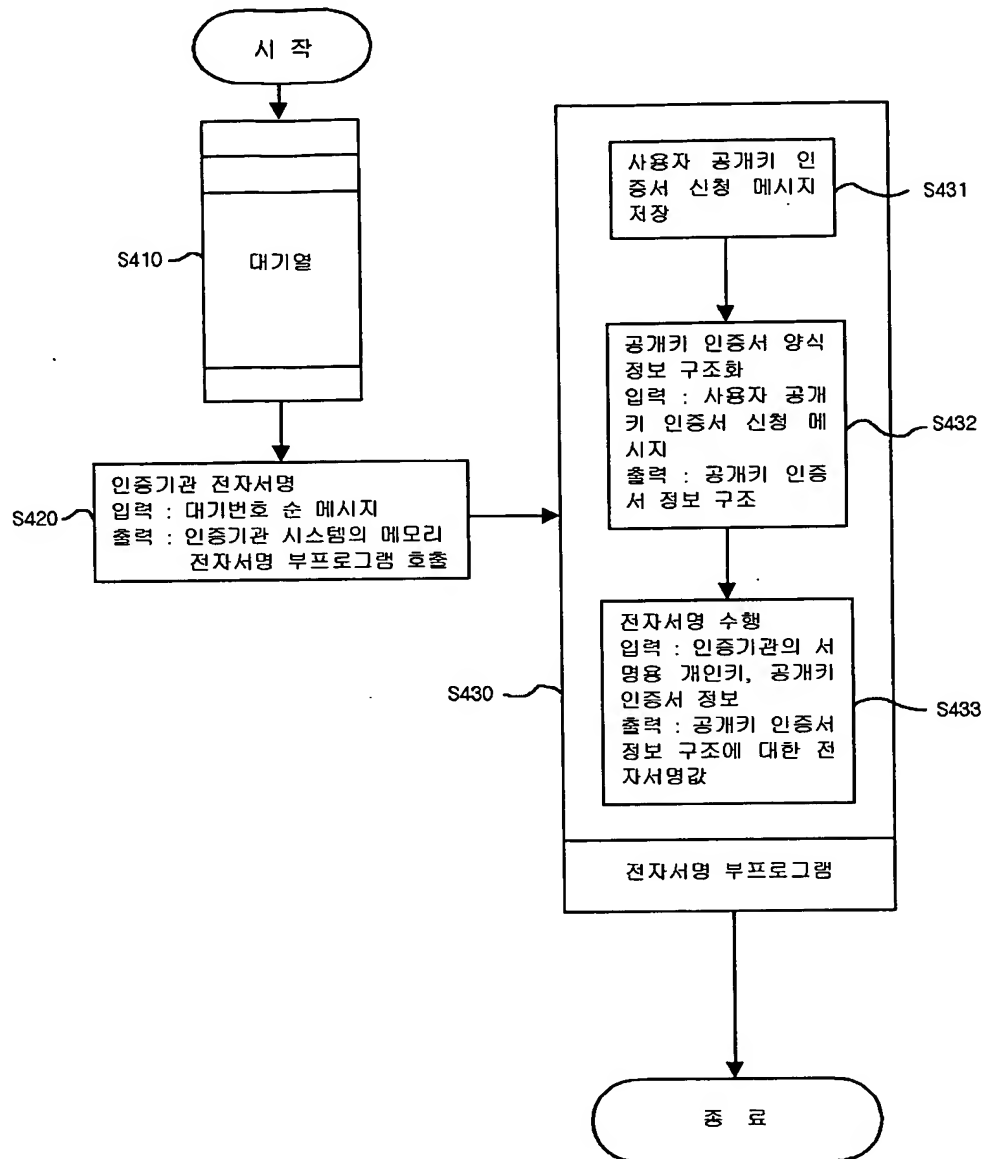 시 작
S410
대기열
S420
인증기관 전자서명
입력 : 대기번호 순 메시지
출력 : 인증기관 시스템의 메모리
전자서명 부프로그램 호출
S430
사용자 공개키 인
증서 신청 메시지
저장
S431
공개키 인증서 양식
정보 구조화
입력 : 사용자 공개
키 인증서 신청 메
시지
출력 : 공개키 인증
서 정보 구조
S432
전자서명 수행
입력 : 인증기관의 서
명용 개인키, 공개키
인증서 정보
출력 : 공개키 인증서
정보 구조에 대한 전
자서명값
S433
전자서명 부프로그램
종 료